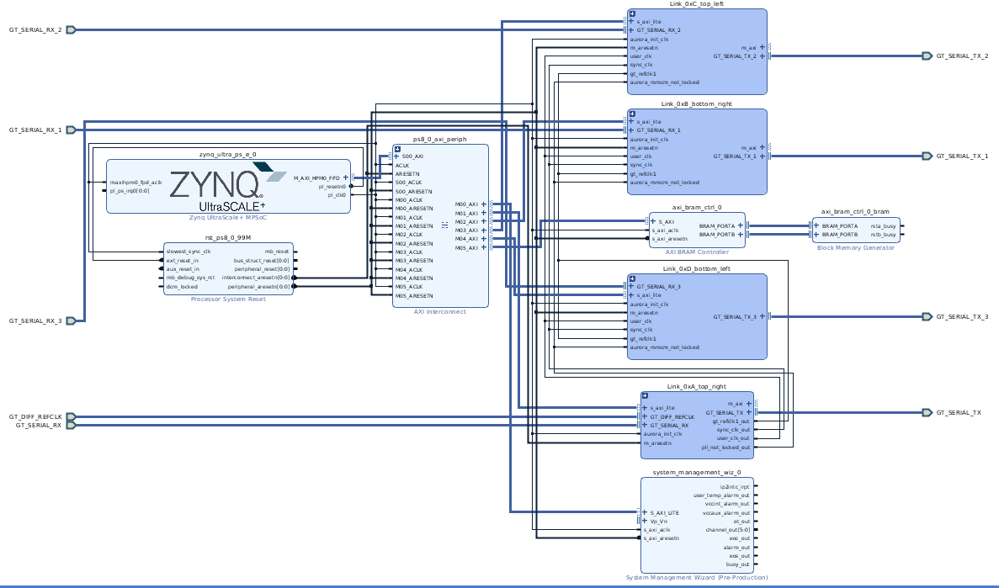 Link_0xC_top_left
s_axi_lite
GT_SERIAL_RX_2
aurora_init_clk
m_aresetn
user_clk
sync_clk
gt_refclk1
aurora_mmcm_not_locked
m_axi
GT_SERIAL_TX_2
GT_SERIAL_RX_2
GT_SERIAL_TX_2
Link_0xB_bottom_right
s_axi_lite
GT_SERIAL_RX_1
aurora_init_clk
m_aresetn
user_clk
sync_clk
gt_refclk1
aurora_mmcm_not_locked
m_axi
GT_SERIAL_TX_1
GT_SERIAL_RX_1
GT_SERIAL_TX_1
zynq_ultra_ps_e_0
maxihpm0_fpd_aclk
pl_ps_irq0[0:0]
ZYNQ
UltraSCALE+
M_AXI_HPM0_FPD
pl_resetn0
pl_clk0
Zynq UltraScale+ MPSoC
ps8_0_axi_periph
S00_AXI
ACLK
ARESETN
S00_ACLK
S00_ARESETN
M00_ACLK
M00_ARESETN
M01_ACLK
M01_ARESETN
M02_ACLK
M02_ARESETN
M03_ACLK
M03_ARESETN
M04_ACLK
M04_ARESETN
M05_ACLK
M05_ARESETN
M00_AXI
M01_AXI
M02_AXI
M03_AXI
M04_AXI
M05_AXI
AXI Interconnect
axi_bram_ctrl_0
S_AXI
s_axi_aclk
s_axi_aresetn
BRAM_PORTA
BRAM_PORTB
AXI BRAM Controller
axi_bram_ctrl_0_bram
BRAM_PORTA
BRAM_PORTB
rsta_busy
rstb_busy
Block Memory Generator
rst_ps8_0_99M
slowest_sync_clk
ext_reset_in
aux_reset_in
mb_debug_sys_rst
dcm_locked
mb_reset
bus_struct_reset[0:0]
peripheral_reset[0:0]
interconnect_aresetn[0:0]
peripheral_aresetn[0:0]
Processor System Reset
Link_0xD_bottom_left
GT_SERIAL_RX_3
s_axi_lite
aurora_init_clk
m_aresetn
user_clk
sync_clk
gt_refclk1
aurora_mmcm_not_locked
GT_SERIAL_TX_3
GT_SERIAL_RX_3
GT_SERIAL_TX_3
Link_0xA_top_right
s_axi_lite
GT_DIFF_REFCLK
GT_SERIAL_RX
aurora_init_clk
m_aresetn
m_axi
GT_SERIAL_TX
gt_refclk1_out
sync_clk_out
user_clk_out
pll_not_locked_out
GT_DIFF_REFCLK
GT_SERIAL_RX
GT_SERIAL_TX
system_management_wiz_0
S_AXI_LITE
Vp_Vn
s_axi_aclk
s_axi_aresetn
ip2intc_irpt
user_temp_alarm_out
vccint_alarm_out
vccaux_alarm_out
ot_out
channel_out[5:0]
eoc_out
alarm_out
eos_out
busy_out
System Management Wizard (Pre-Production)